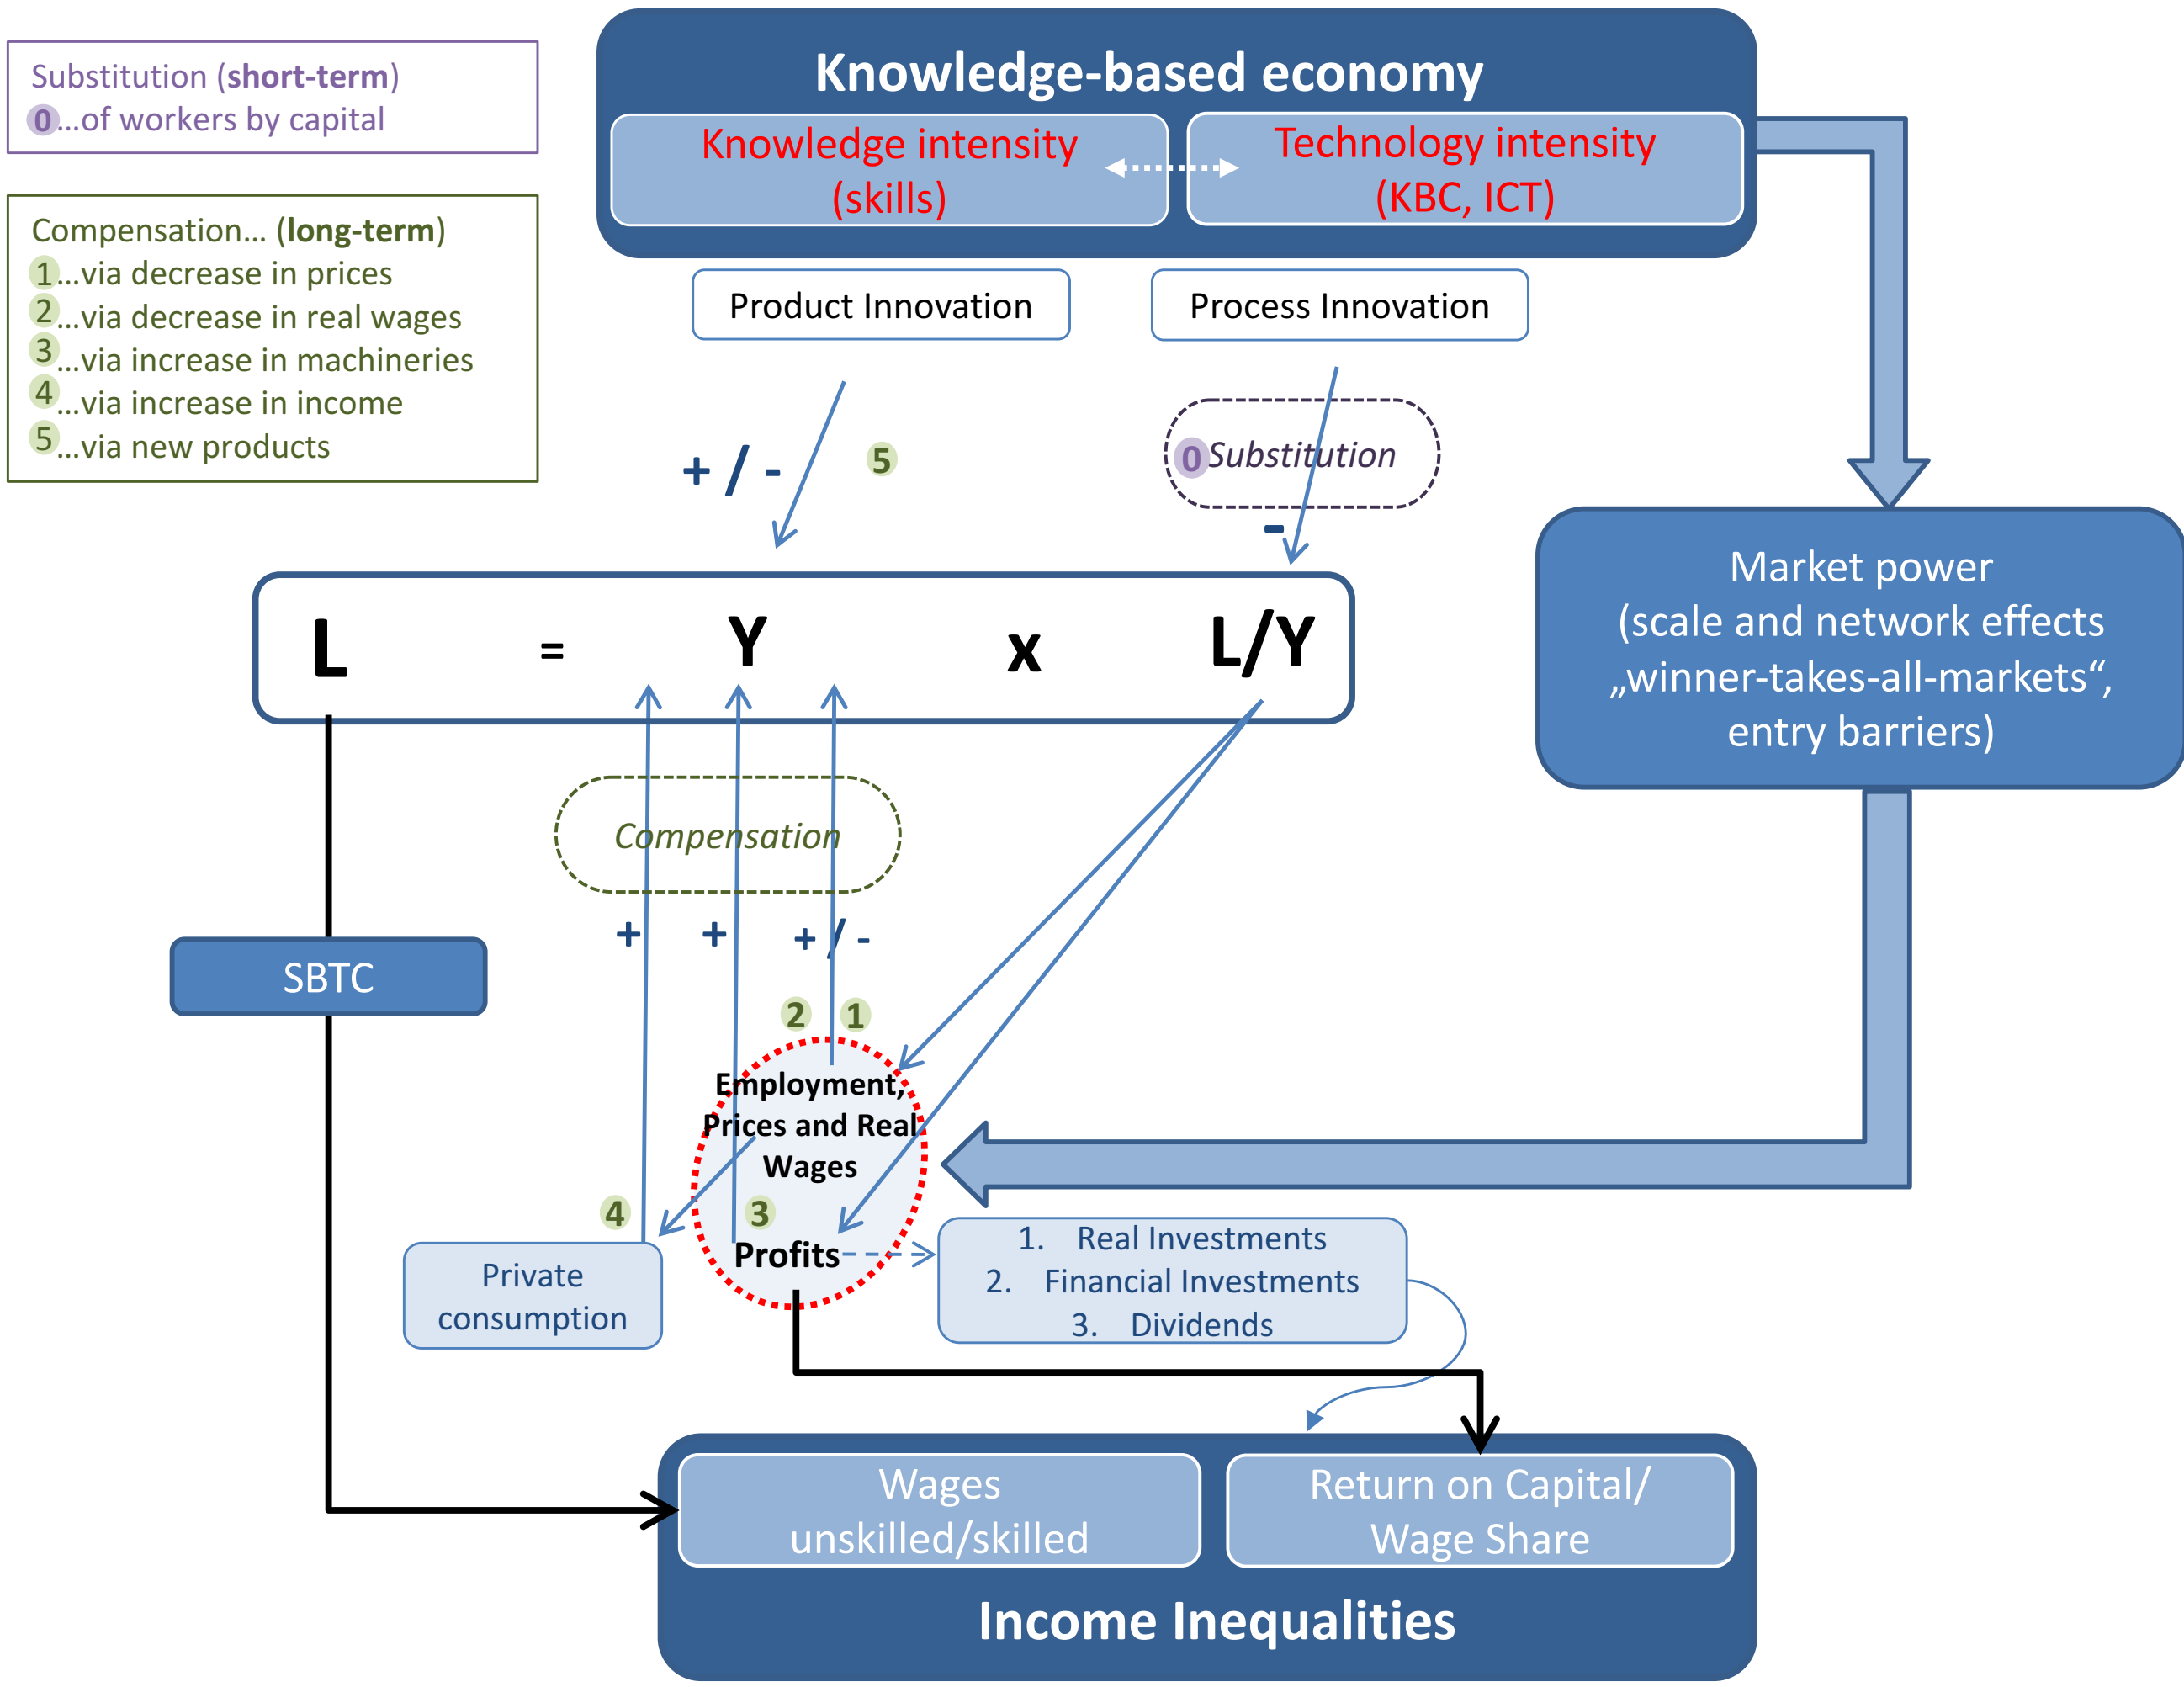 Knowledge-based economy
Knowledge intensity
(skills)
Technology intensity
(KBC, ICT)
Substitution (short-term)
0...of workers by capital
Compensation... (long-term)
1...via decrease in prices
2...via decrease in real wages
3...via increase in machineries
4...via increase in income
5...via new products
Product Innovation
Process Innovation
+ / -
5
0 Substitution
-
Market power
(scale and network effects
„winner-takes-all-markets“,
entry barriers)
L = Y x L/Y
Compensation
+ + + / -
SBTC
2 1
Employment,
Prices and Real
Wages
4
3
Profits
Private
consumption
1. Real Investments
2. Financial Investments
3. Dividends
Wages
unskilled/skilled
Return on Capital/
Wage Share
Income Inequalities